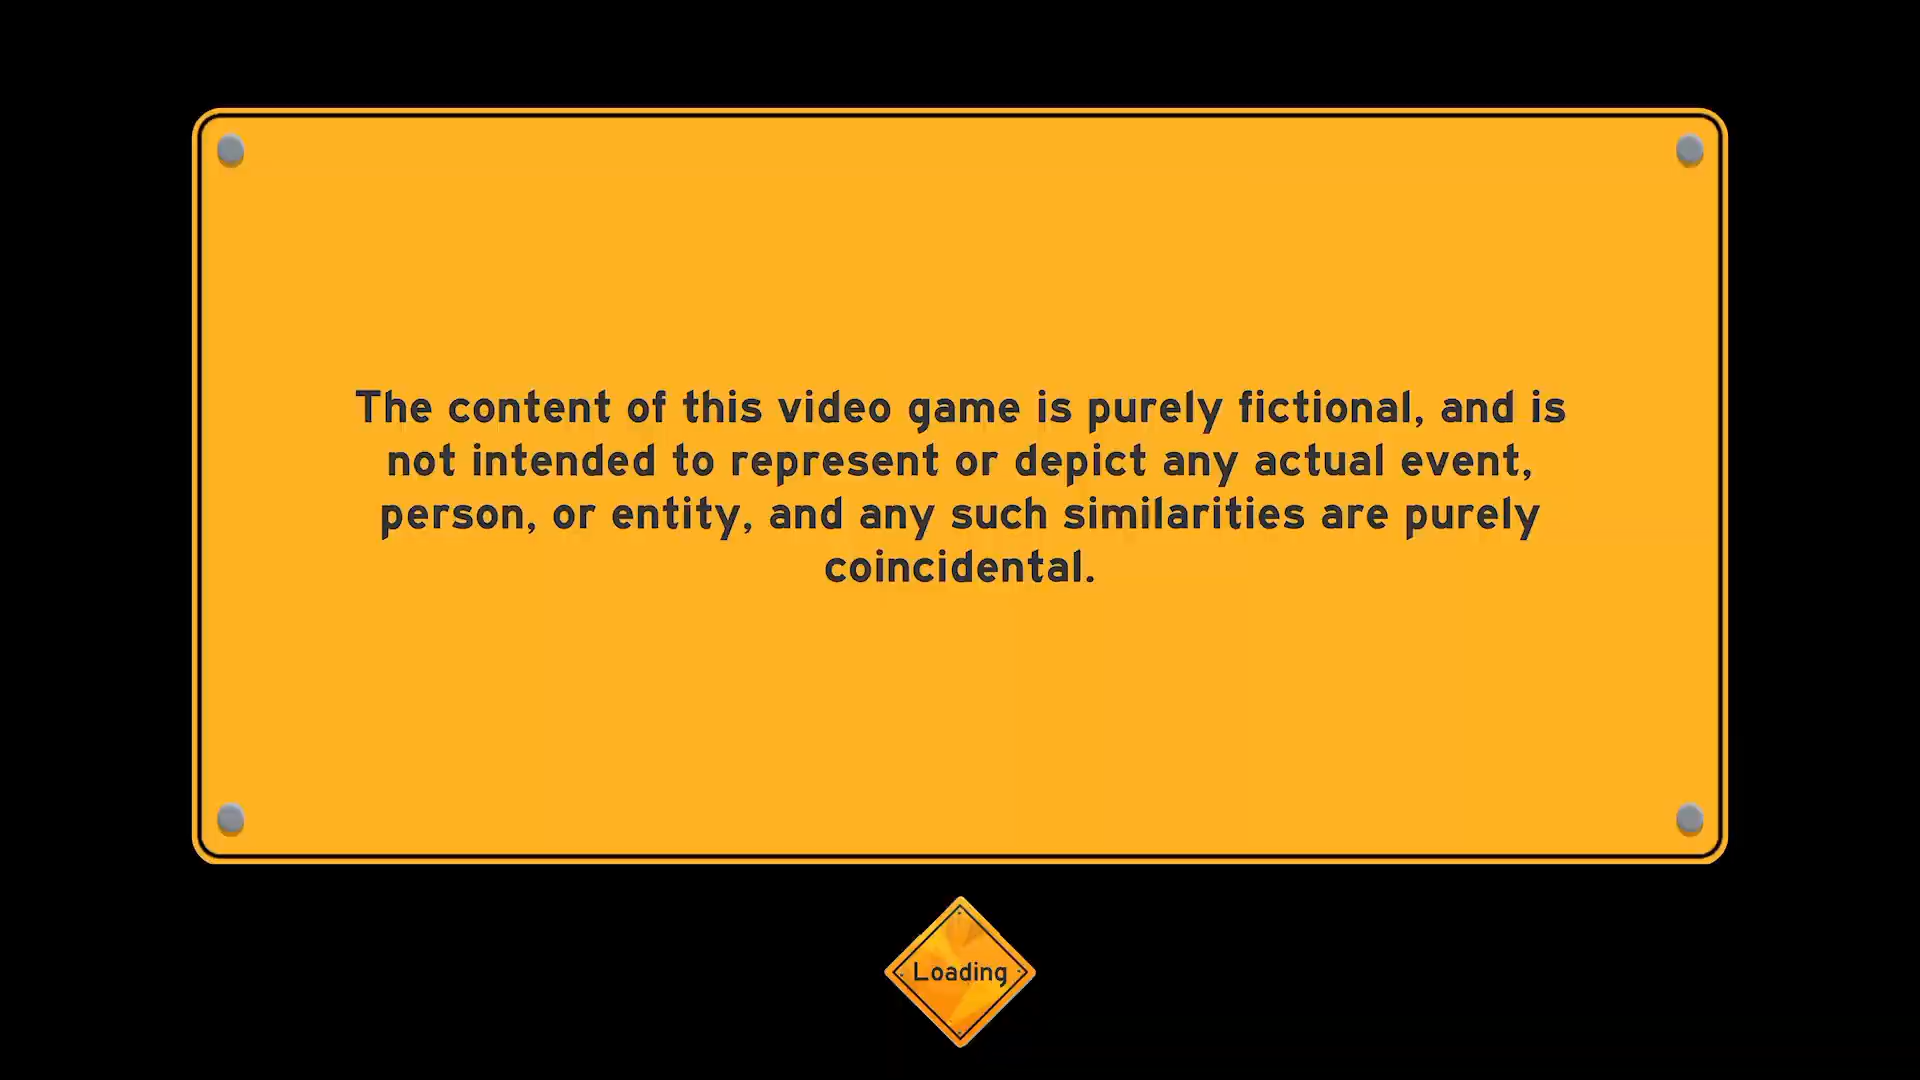 The content of this video game is purely fictional, and is
not intended to represent or depict any actual event,
person, or entity, and any such similarities are purely
coincidental.
Loading